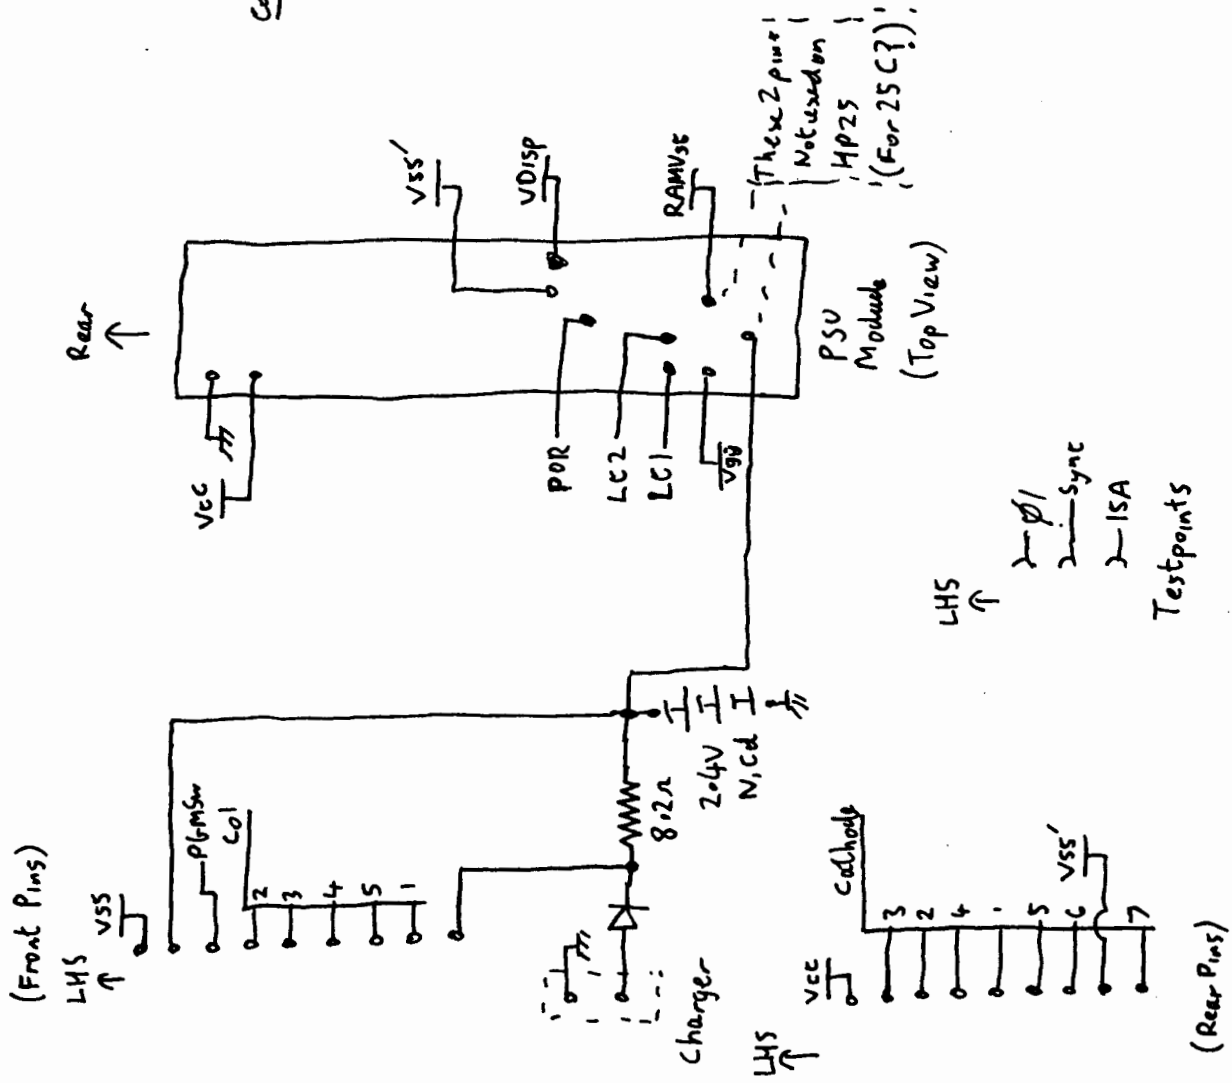 Rear
VSS'
VDISP
RAMVSS
(These 2 pins
Not used on
HP25
(For 25C?)
VCC
POR
LC2
LC1
Vgg
PSU
Module
(Top View)
(Front Pins)
LHS
VSS
PGMSW
Col
2
3
4
5
1
8.2Ω
2.4V
NiCd
Charger
LHS
Ø1
Sync
ISA
Testpoints
LHS
VCC
Cathode
3
2
4
1
5
6
VSS'
7
(Rear Pins)